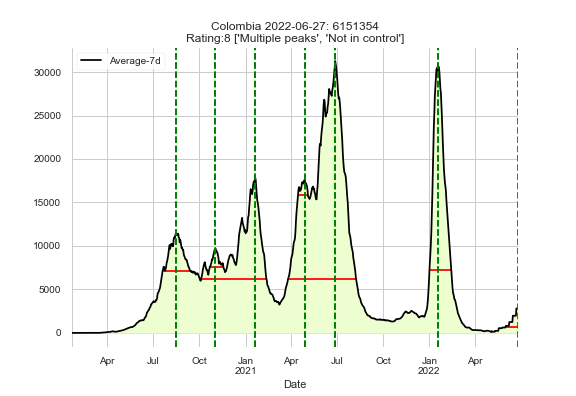 Colombia 2022-06-27: 6151354
Rating:8 ['Multiple peaks', 'Not in control']
Average-7d
30000
25000
20000
15000
10000
5000
0
Apr Jul Oct Jan Apr Jul Oct Jan Apr
2021 2022
Date